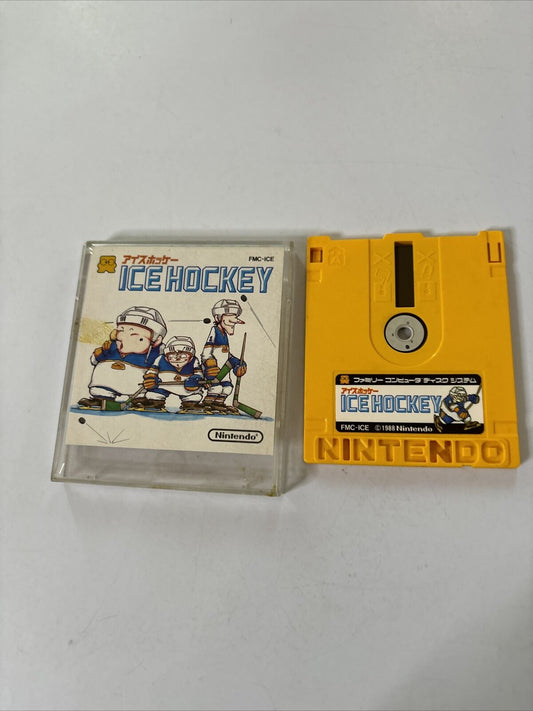 アイスホッケー
FMC-ICE
ICE HOCKEY
Nintendo®
ファミリー コンピュータ ディスク システム
アイスホッケー
ICE HOCKEY
FMC-ICE ©1988 Nintendo
NINTENDO